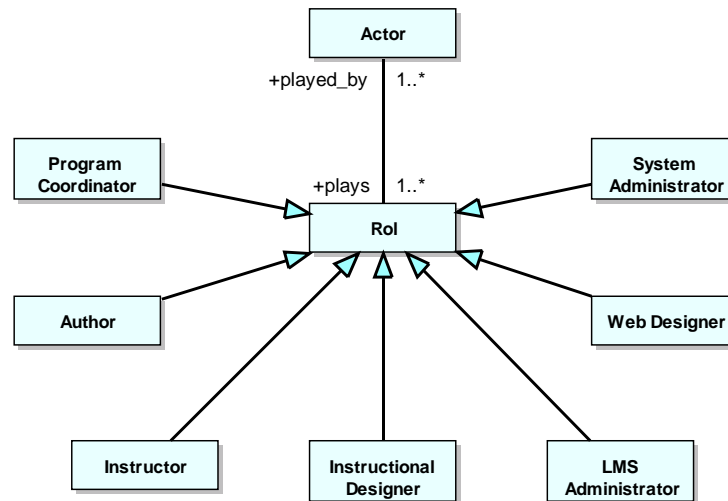 Actor
+played_by 1..*
Program
Coordinator
System
Administrator
+plays 1..*
Rol
Author
Web Designer
Instructor
Instructional
Designer
LMS
Administrator